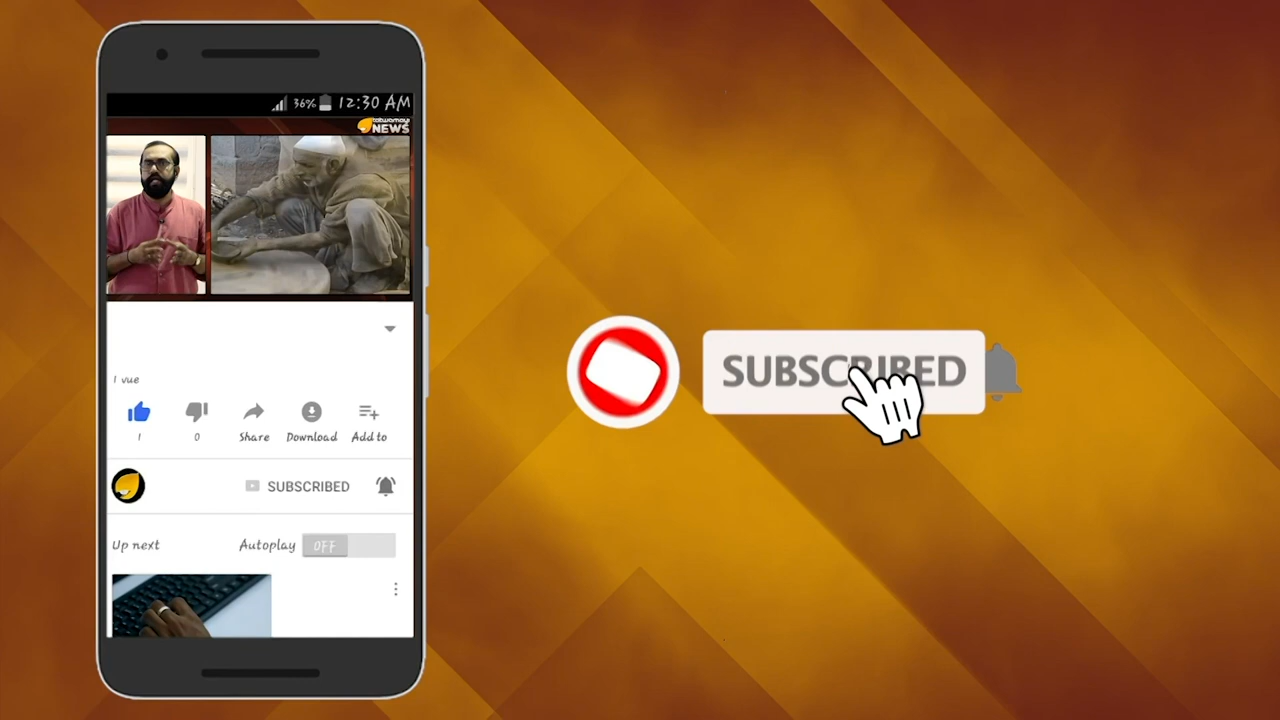 36% 12:30 AM
tatwamayi
NEWS
1 vue
1
0
Share
Download
Add to
SUBSCRIBED
Up next
Autoplay
OFF
SUBSCRIBED